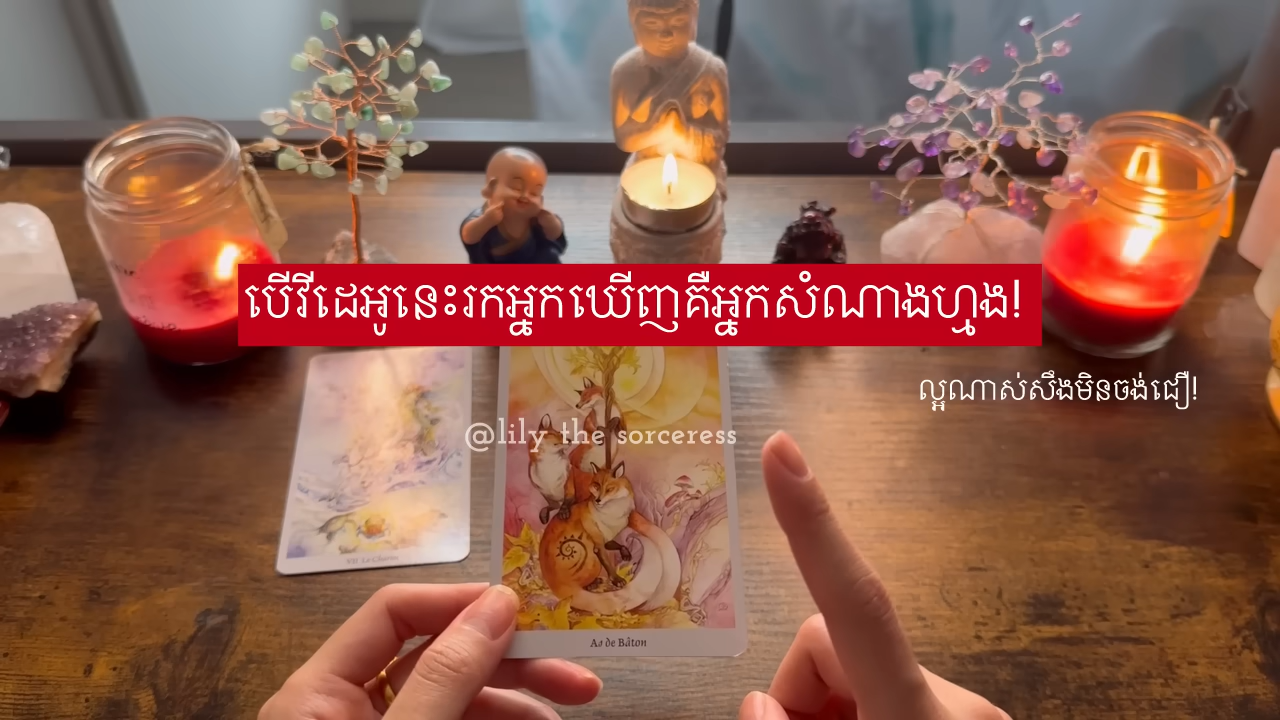 បើវីដេអូនេះរកអ្នកឃើញគឺអ្នកសំណាងហ្មង!
ល្អណាស់សឹងមិនចង់ជឿ!
@lily the sorceress
As de Bâton